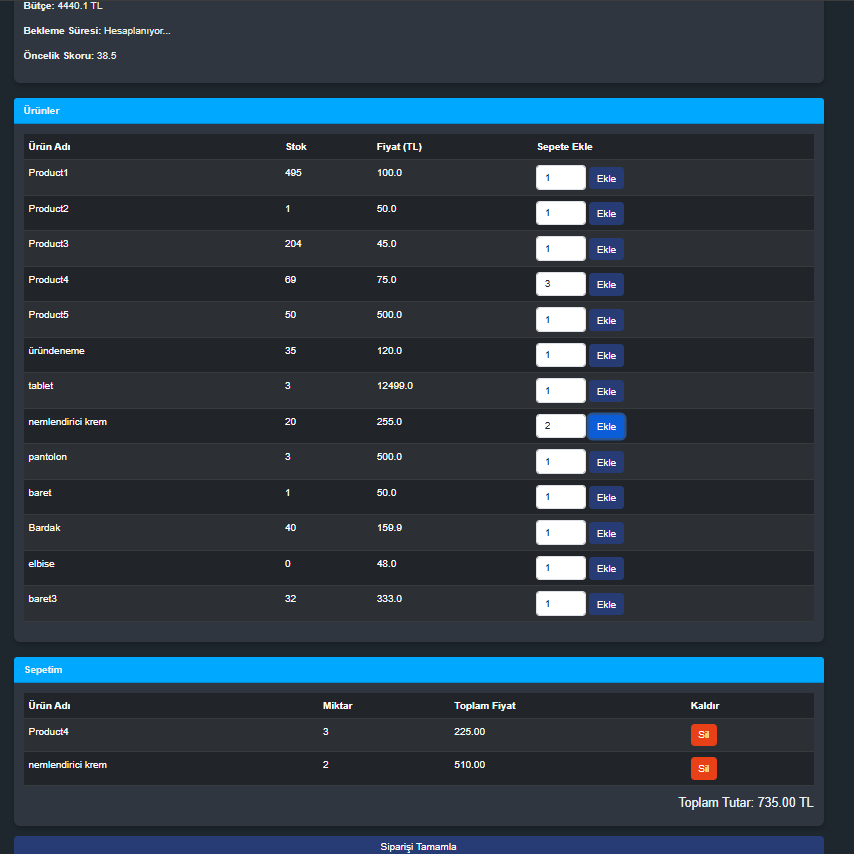 Bütçe: 4440.1 TL
Bekleme Süresi: Hesaplanıyor...
Öncelik Skoru: 38.5
Ürünler
Ürün Adı Stok Fiyat (TL) Sepete Ekle
Product1 495 100.0 1 Ekle
Product2 1 50.0 1 Ekle
Product3 204 45.0 1 Ekle
Product4 69 75.0 3 Ekle
Product5 50 500.0 1 Ekle
üründeneme 35 120.0 1 Ekle
tablet 3 12499.0 1 Ekle
nemlendirici krem 20 255.0 2 Ekle
pantolon 3 500.0 1 Ekle
baret 1 50.0 1 Ekle
Bardak 40 159.9 1 Ekle
elbise 0 48.0 1 Ekle
baret3 32 333.0 1 Ekle
Sepetim
Ürün Adı Miktar Toplam Fiyat Kaldır
Product4 3 225.00 Sil
nemlendirici krem 2 510.00 Sil
Toplam Tutar: 735.00 TL
Siparişi Tamamla